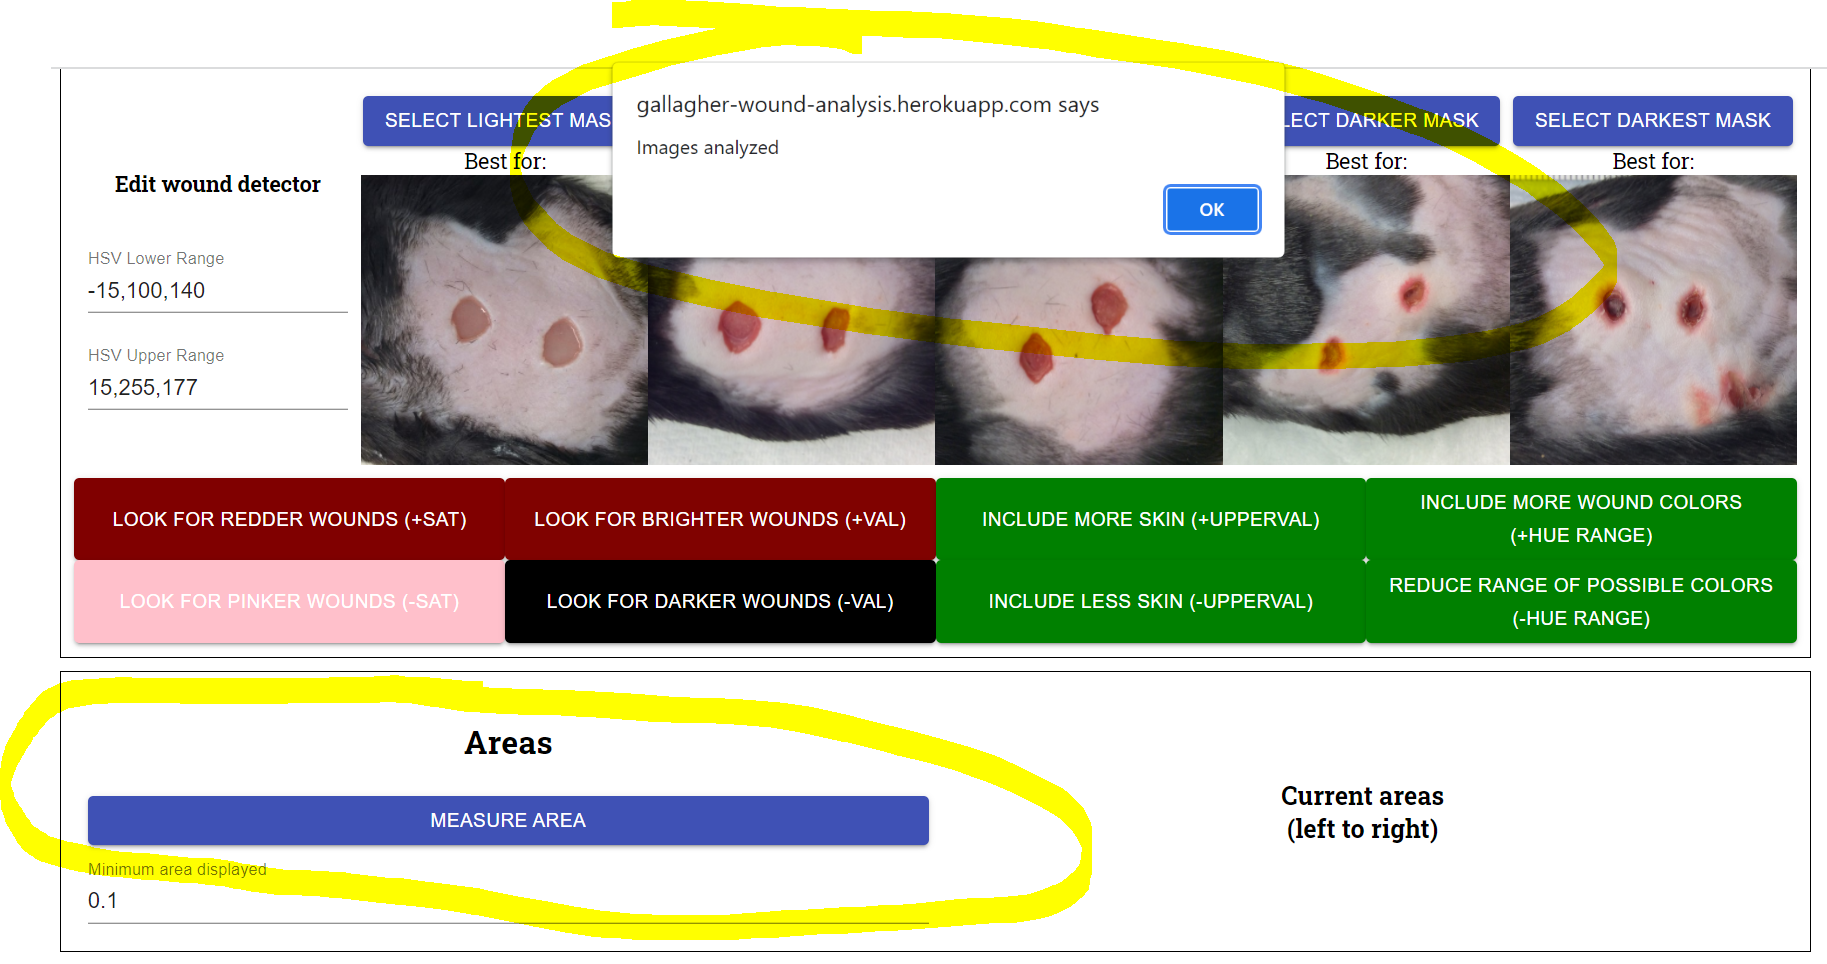 gallagher-wound-analysis.herokuapp.com says
Images analyzed
OK
SELECT LIGHTEST MAS
LECT DARKER MASK
SELECT DARKEST MASK
Best for:
Best for:
Best for:
Edit wound detector
HSV Lower Range
-15,100,140
HSV Upper Range
15,255,177
LOOK FOR REDDER WOUNDS (+SAT)
LOOK FOR BRIGHTER WOUNDS (+VAL)
INCLUDE MORE SKIN (+UPPERVAL)
INCLUDE MORE WOUND COLORS
(+HUE RANGE)
LOOK FOR PINKER WOUNDS (-SAT)
LOOK FOR DARKER WOUNDS (-VAL)
INCLUDE LESS SKIN (-UPPERVAL)
REDUCE RANGE OF POSSIBLE COLORS
(-HUE RANGE)
Areas
MEASURE AREA
Minimum area displayed
0.1
Current areas
(left to right)